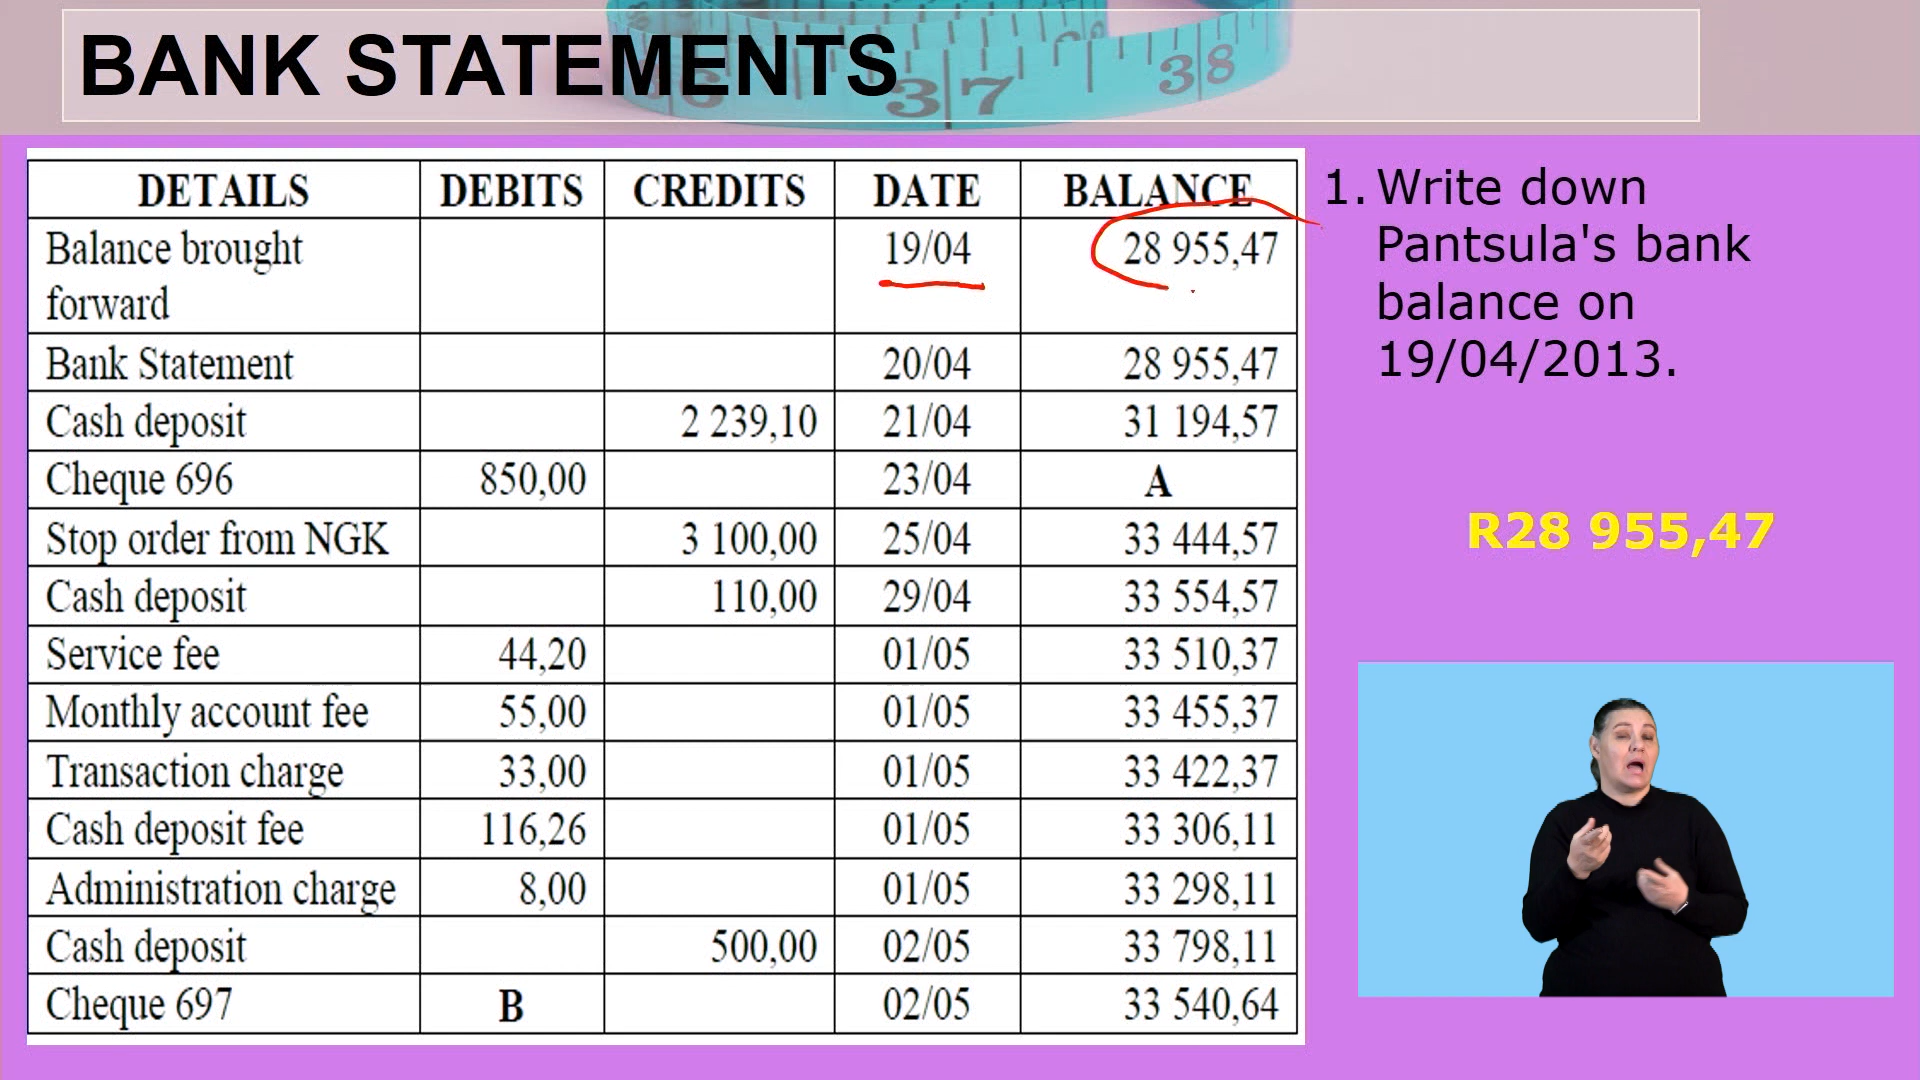 BANK STATEMENTS
36 37 38
DETAILS DEBITS CREDITS DATE BALANCE
Balance brought forward 19/04 28 955,47
Bank Statement 20/04 28 955,47
Cash deposit 2 239,10 21/04 31 194,57
Cheque 696 850,00 23/04 A
Stop order from NGK 3 100,00 25/04 33 444,57
Cash deposit 110,00 29/04 33 554,57
Service fee 44,20 01/05 33 510,37
Monthly account fee 55,00 01/05 33 455,37
Transaction charge 33,00 01/05 33 422,37
Cash deposit fee 116,26 01/05 33 306,11
Administration charge 8,00 01/05 33 298,11
Cash deposit 500,00 02/05 33 798,11
Cheque 697 B 02/05 33 540,64
1. Write down
Pantsula's bank
balance on
19/04/2013.
R28 955,47